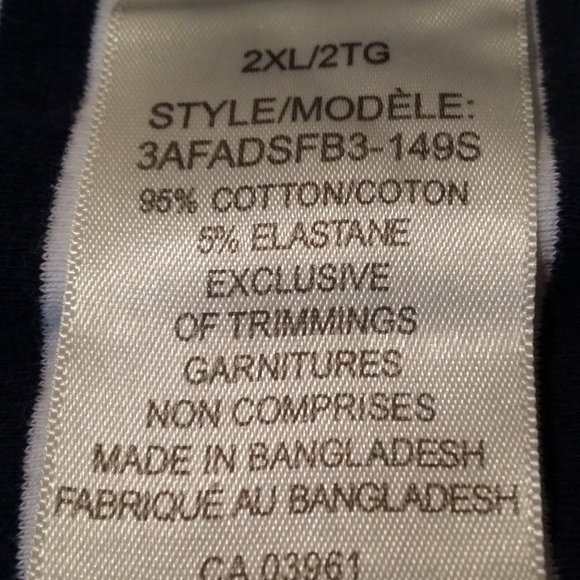 2XL/2TG
STYLE/MODÈLE:
3AFADSFB3-149S
95% COTTON/COTON
5% ELASTANE
EXCLUSIVE
OF TRIMMINGS
GARNITURES
NON COMPRISES
MADE IN BANGLADESH
FABRIQUÉ AU BANGLADESH
CA 03961